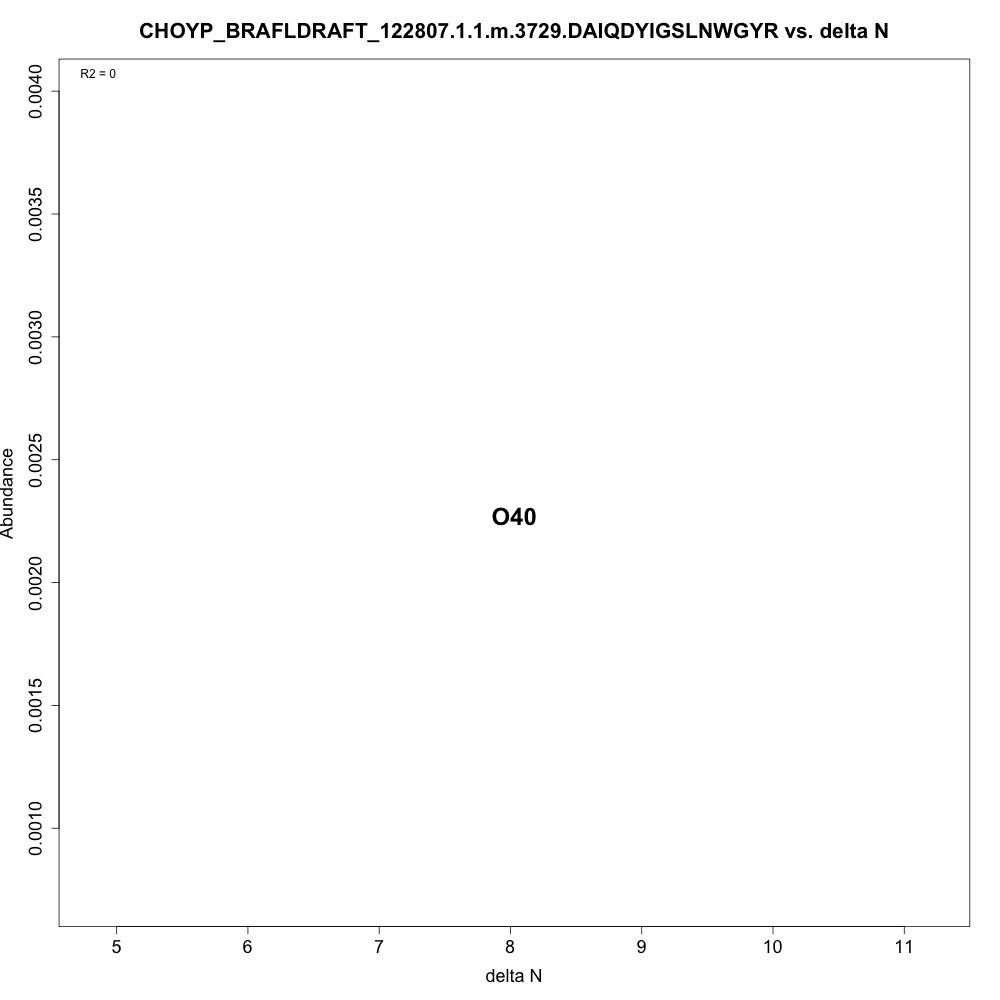 CHOYP_BRAFLDRAFT_122807.1.1.m.3729.DAIQDYIGSLNWGYR vs. delta N
R2 = 0
0.0040
0.0035
0.0030
0.0025
Abundance
O40
0.0020
0.0015
0.0010
5 6 7 8 9 10 11
delta N